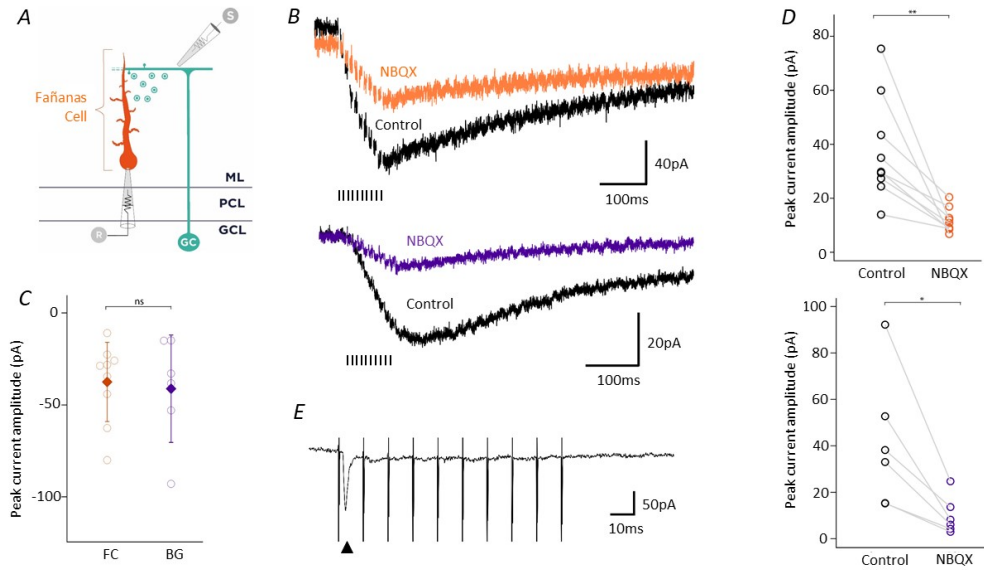 A
S
Fañanas
Cell
ML
PCL
GCL
R
GC
B
NBQX
Control
40pA
100ms
NBQX
Control
20pA
100ms
C
ns
0
-50
-100
Peak current amplitude (pA)
FC
BG
E
50pA
10ms
D
**
80
60
40
20
0
Peak current amplitude (pA)
Control
NBQX
*
100
80
60
40
20
0
Peak current amplitude (pA)
Control
NBQX